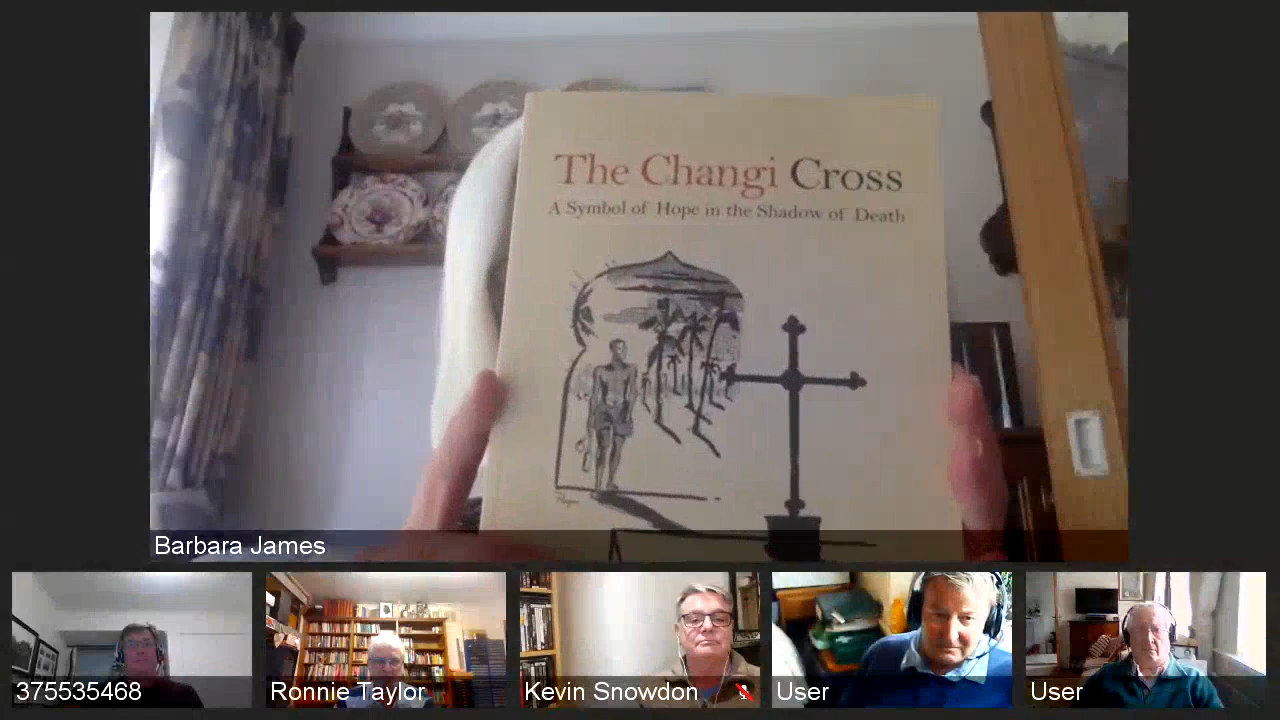 The Changi Cross
A Symbol of Hope in the Shadow of Death
Barbara James
375535468
Ronnie Taylor
Kevin Snowdon
User
User